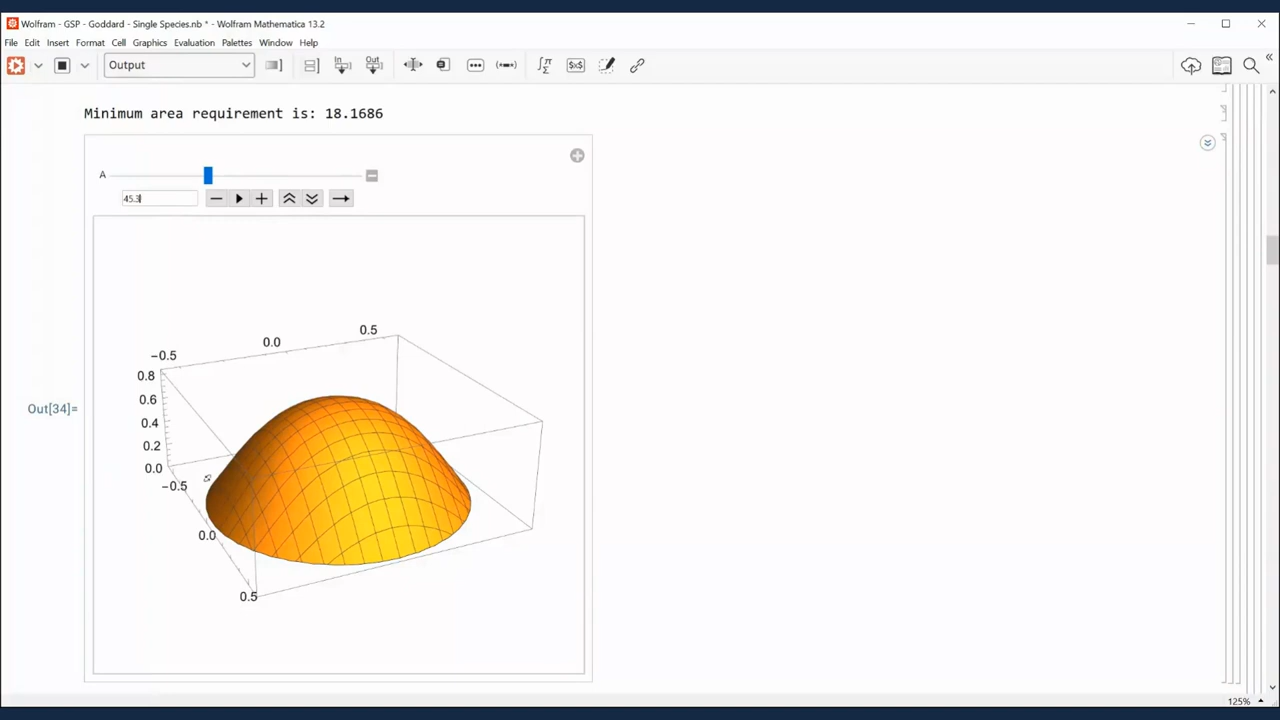 Wolfram - GSP - Goddard - Single Species.nb * - Wolfram Mathematica 13.2
File Edit Insert Format Cell Graphics Evaluation Palettes Window Help
Output In Out ∫π Σ $x$
Minimum area requirement is: 18.1686
A
45.3
0.5
0.0
-0.5
0.8
0.6
0.4
Out[34]=
0.2
0.0
-0.5
0.0
0.5
125%